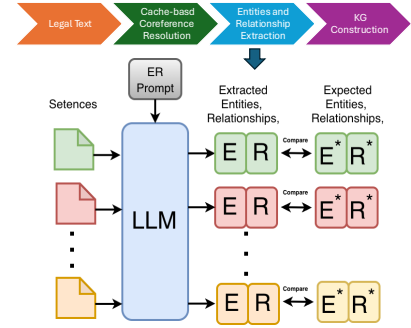 Legal Text
Cache-basd
Coreference
Resolution
Entities and
Relationship
Extraction
KG
Construction
ER
Prompt
Setences
Extracted
Entities,
Relationships,
Expected
Entities,
Relationships,
LLM
E R
Compare
E* R*
E R
Compare
E* R*
E R
Compare
E* R*